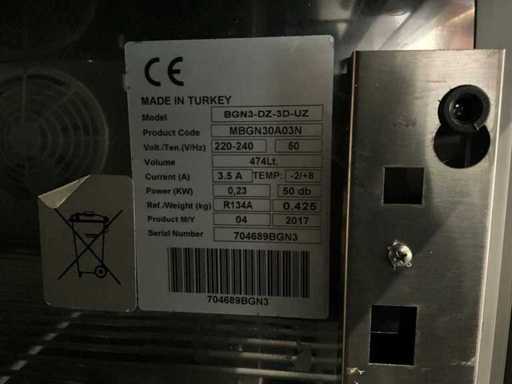 CE
MADE IN TURKEY
Model BGN3-DZ-3D-UZ
Product Code MBGN30A03N
Volt./Ten.(V/Hz) 220-240 50
Volume 474Lt.
Current (A) 3.5 A TEMP: -2/+8
Power (KW) 0,23 50 db
Ref./Weight (kg) R134A 0.425
Product M/Y 04 2017
Serial Number 704689BGN3
704689BGN3